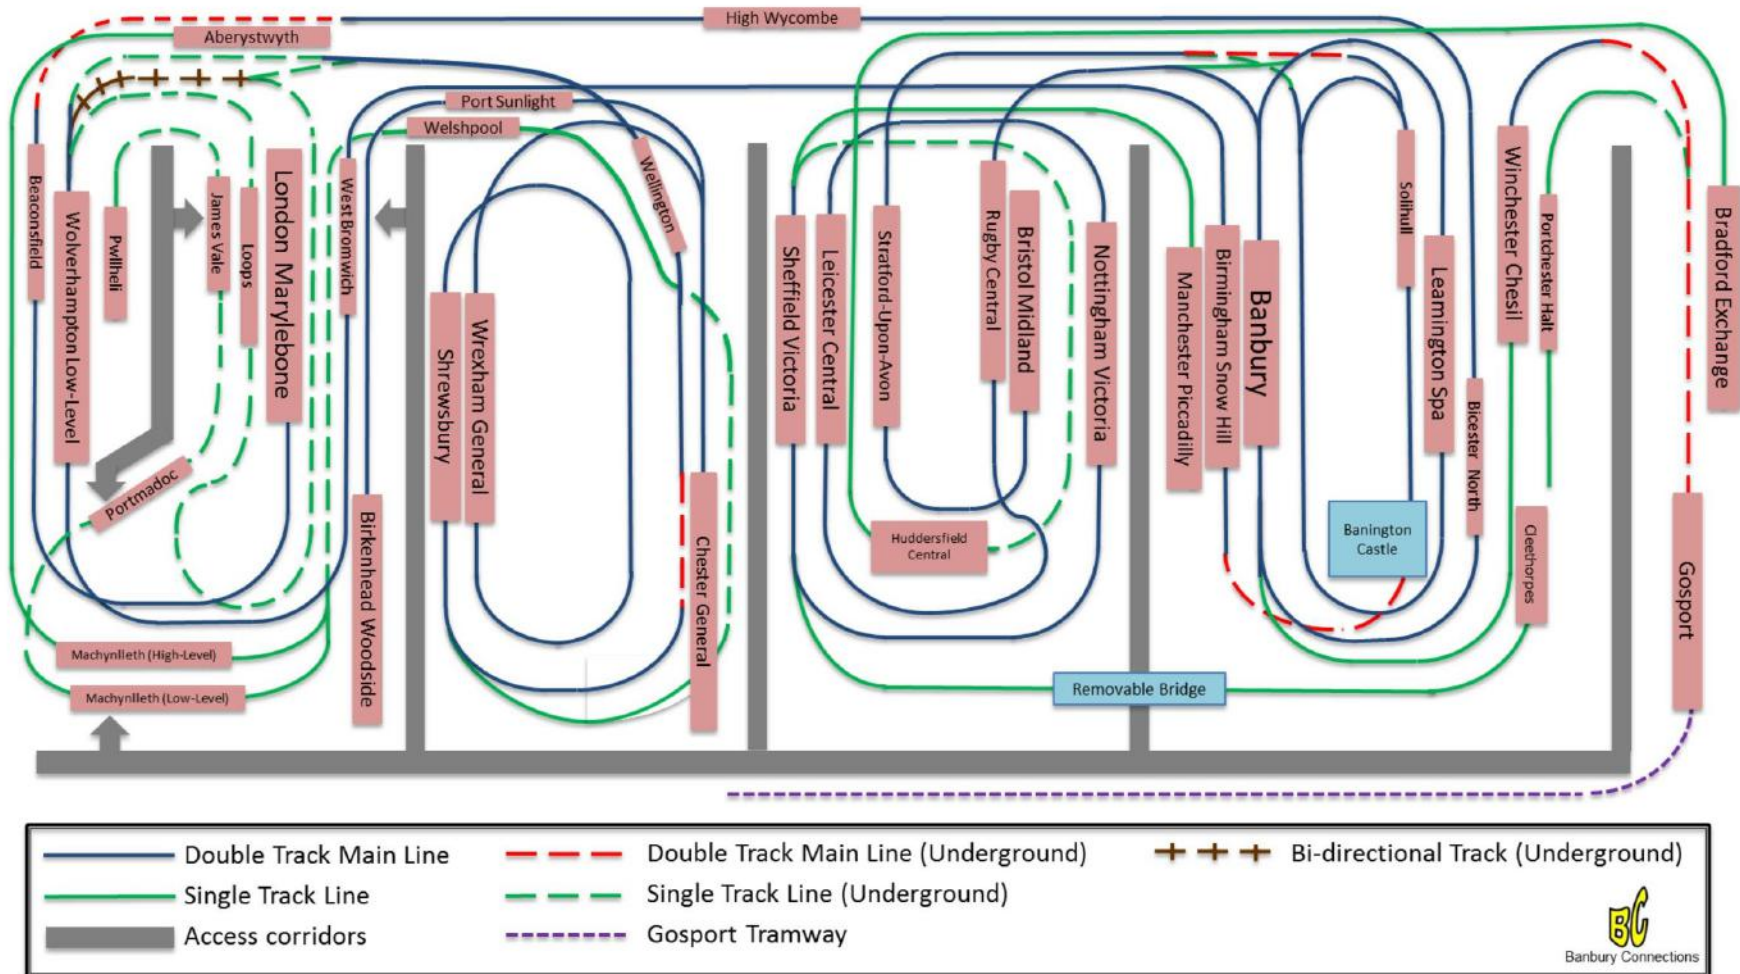 High Wycombe
Aberystwyth
Port Sunlight
Welshpool
Beaconsfield
Wolverhampton Low-Level
Pwllheli
James Vale
Loops
London Marylebone
West Bromwich
Portmadoc
Machynlleth (High-Level)
Machynlleth (Low-Level)
Birkenhead Woodside
Shrewsbury
Wrexham General
Wellington
Chester General
Sheffield Victoria
Leicester Central
Stratford-Upon-Avon
Rugby Central
Bristol Midland
Nottingham Victoria
Huddersfield
Central
Manchester Piccadilly
Birmingham Snow Hill
Banbury
Solihull
Leamington Spa
Bicester North
Banington
Castle
Winchester Chesil
Portchester Halt
Cleethorpes
Bradford Exchange
Gosport
Removable Bridge
Double Track Main Line
Double Track Main Line (Underground)
Bi-directional Track (Underground)
Single Track Line
Single Track Line (Underground)
Access corridors
Gosport Tramway
BC
Banbury Connections